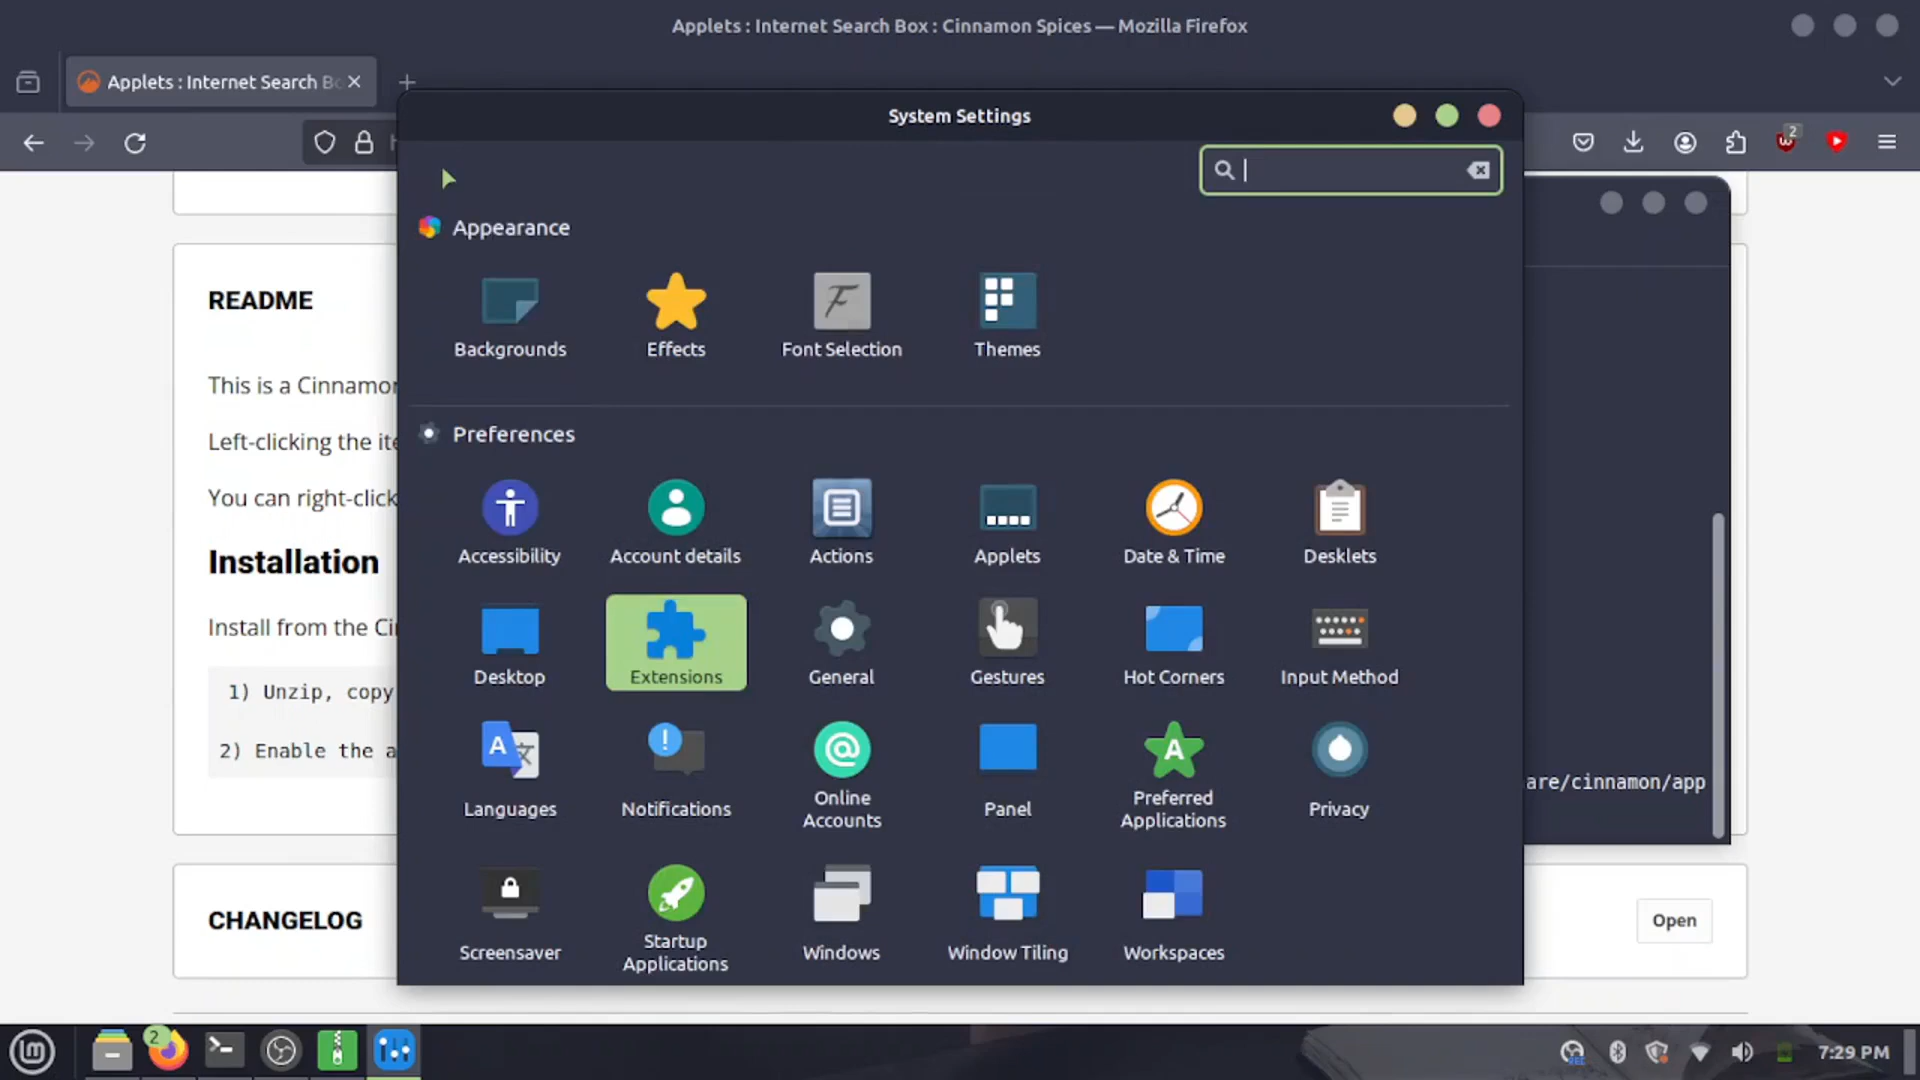 Applets : Internet Search Box : Cinnamon Spices — Mozilla Firefox
Applets : Internet Search Bo
System Settings
2
Appearance
README
Backgrounds
Effects
Font Selection
Themes
This is a Cinnamon
Left-clicking the ite
Preferences
You can right-click
Accessibility
Account details
Actions
Applets
Date & Time
Desklets
Installation
Install from the Ci
Desktop
Extensions
General
Gestures
Hot Corners
Input Method
1) Unzip, copy
2) Enable the a
Languages
Notifications
Online
Accounts
Panel
Preferred
Applications
Privacy
are/cinnamon/app
CHANGELOG
Open
Screensaver
Startup
Applications
Windows
Window Tiling
Workspaces
2
7:29 PM